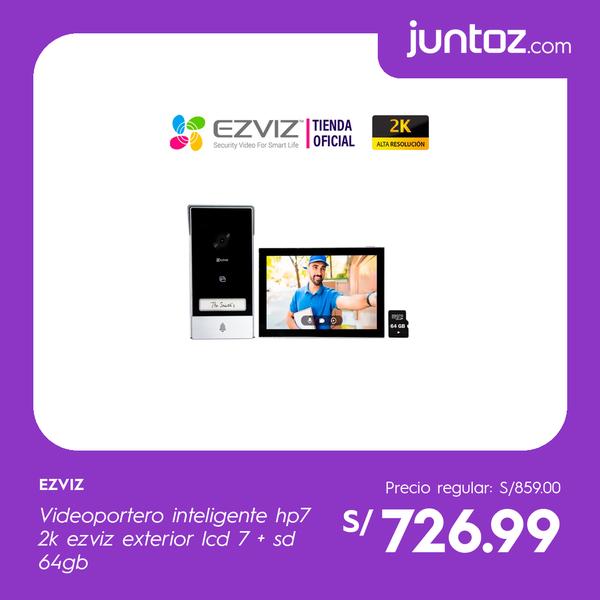 juntoz.com
EZVIZ™
Security Video For Smart Life
TIENDA
OFICIAL
2K
ALTA RESOLUCIÓN
ezviz
The Smith's
64 GB
EZVIZ
Precio regular: S/859.00
Videoportero inteligente hp7
2k ezviz exterior lcd 7 + sd
64gb
S/726.99